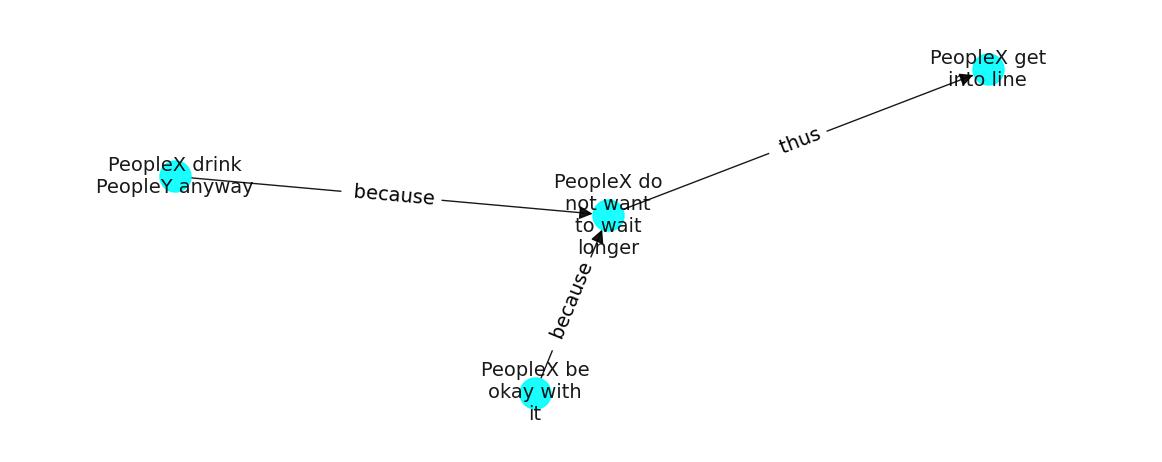 PeopleX get
into line
thus
PeopleX drink
PeopleY anyway
because
PeopleX do
not want
to wait
longer
because
PeopleX be
okay with
it